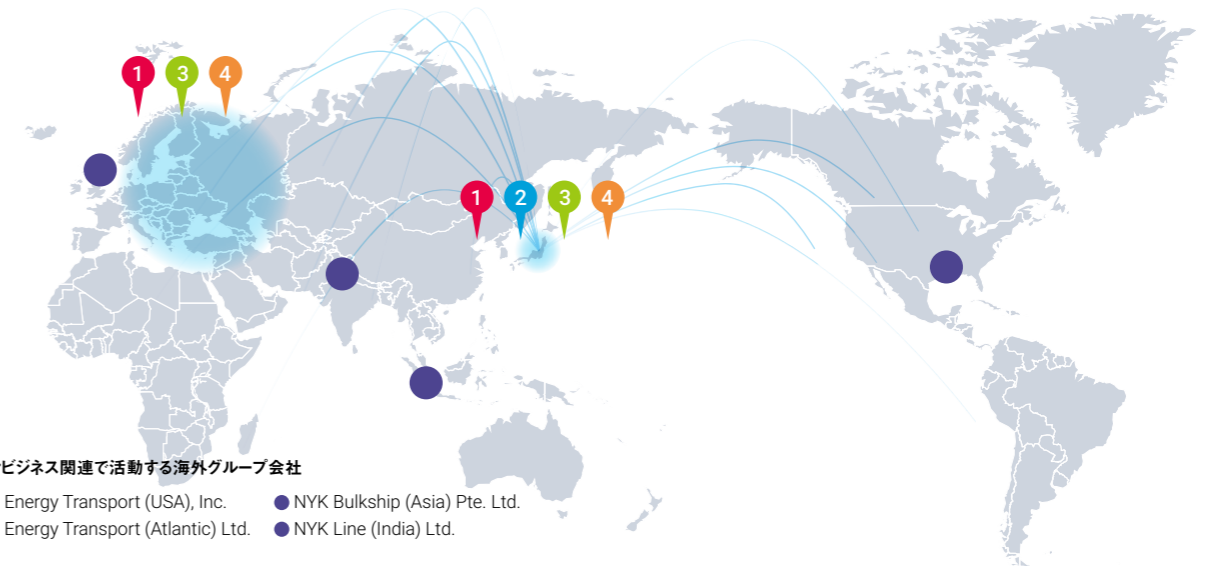 1 3 4
1 2 3 4
ビジネス関連で活動する海外グループ会社
Energy Transport (USA), Inc.
NYK Bulkship (Asia) Pte. Ltd.
Energy Transport (Atlantic) Ltd.
NYK Line (India) Ltd.